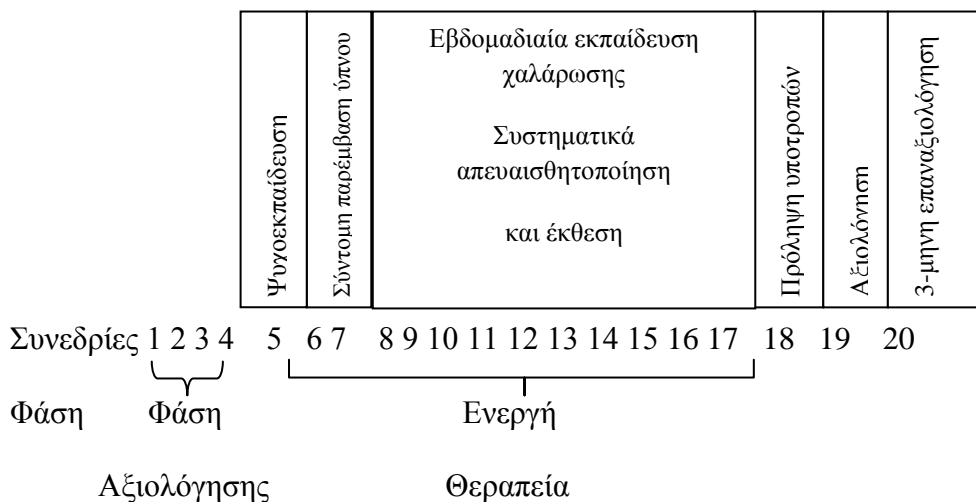 Ψυχοεκπαίδευση
Σύντομη παρέμβαση ύπνου
Εβδομαδιαία εκπαίδευση
χαλάρωσης
Συστηματικά
απευαισθητοποίηση
και έκθεση
Πρόληψη υποτροπών
Αξιολόγηση
3-μηνη επαναξιολόγηση
Συνεδρίες 1 2 3 4 5 6 7 8 9 10 11 12 13 14 15 16 17 18 19 20
Φάση Φάση Ενεργή
Αξιολόγησης Θεραπεία